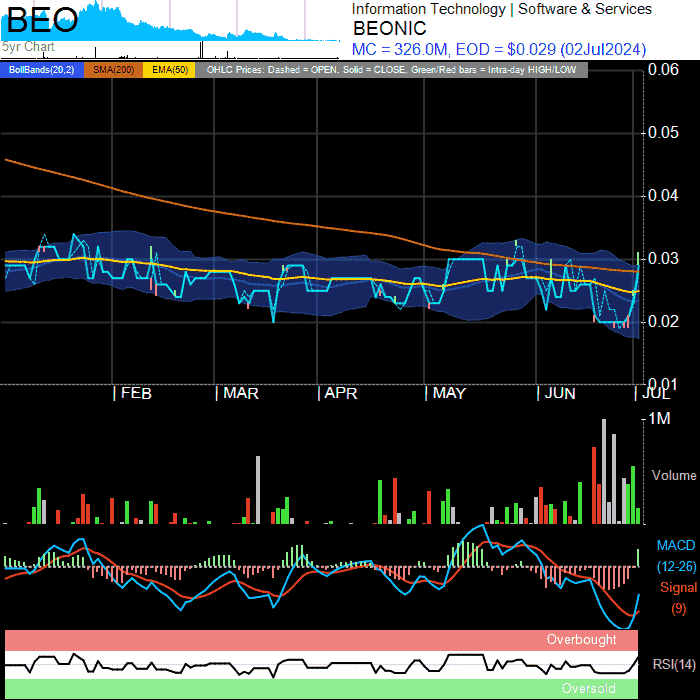 BEO
5yr Chart
Information Technology | Software & Services
BEONIC
MC = 326.0M, EOD = $0.029 (02Jul2024)
BollBands(20,2) SMA(200) EMA(50) OHLC Prices: Dashed = OPEN, Solid = CLOSE, Green/Red bars = Intra-day HIGH/LOW
0.06
0.05
0.04
0.03
0.02
0.01
FEB MAR APR MAY JUN JUL
1M
Volume
MACD
(12-26)
Signal
(9)
Overbought
RSI(14)
Oversold